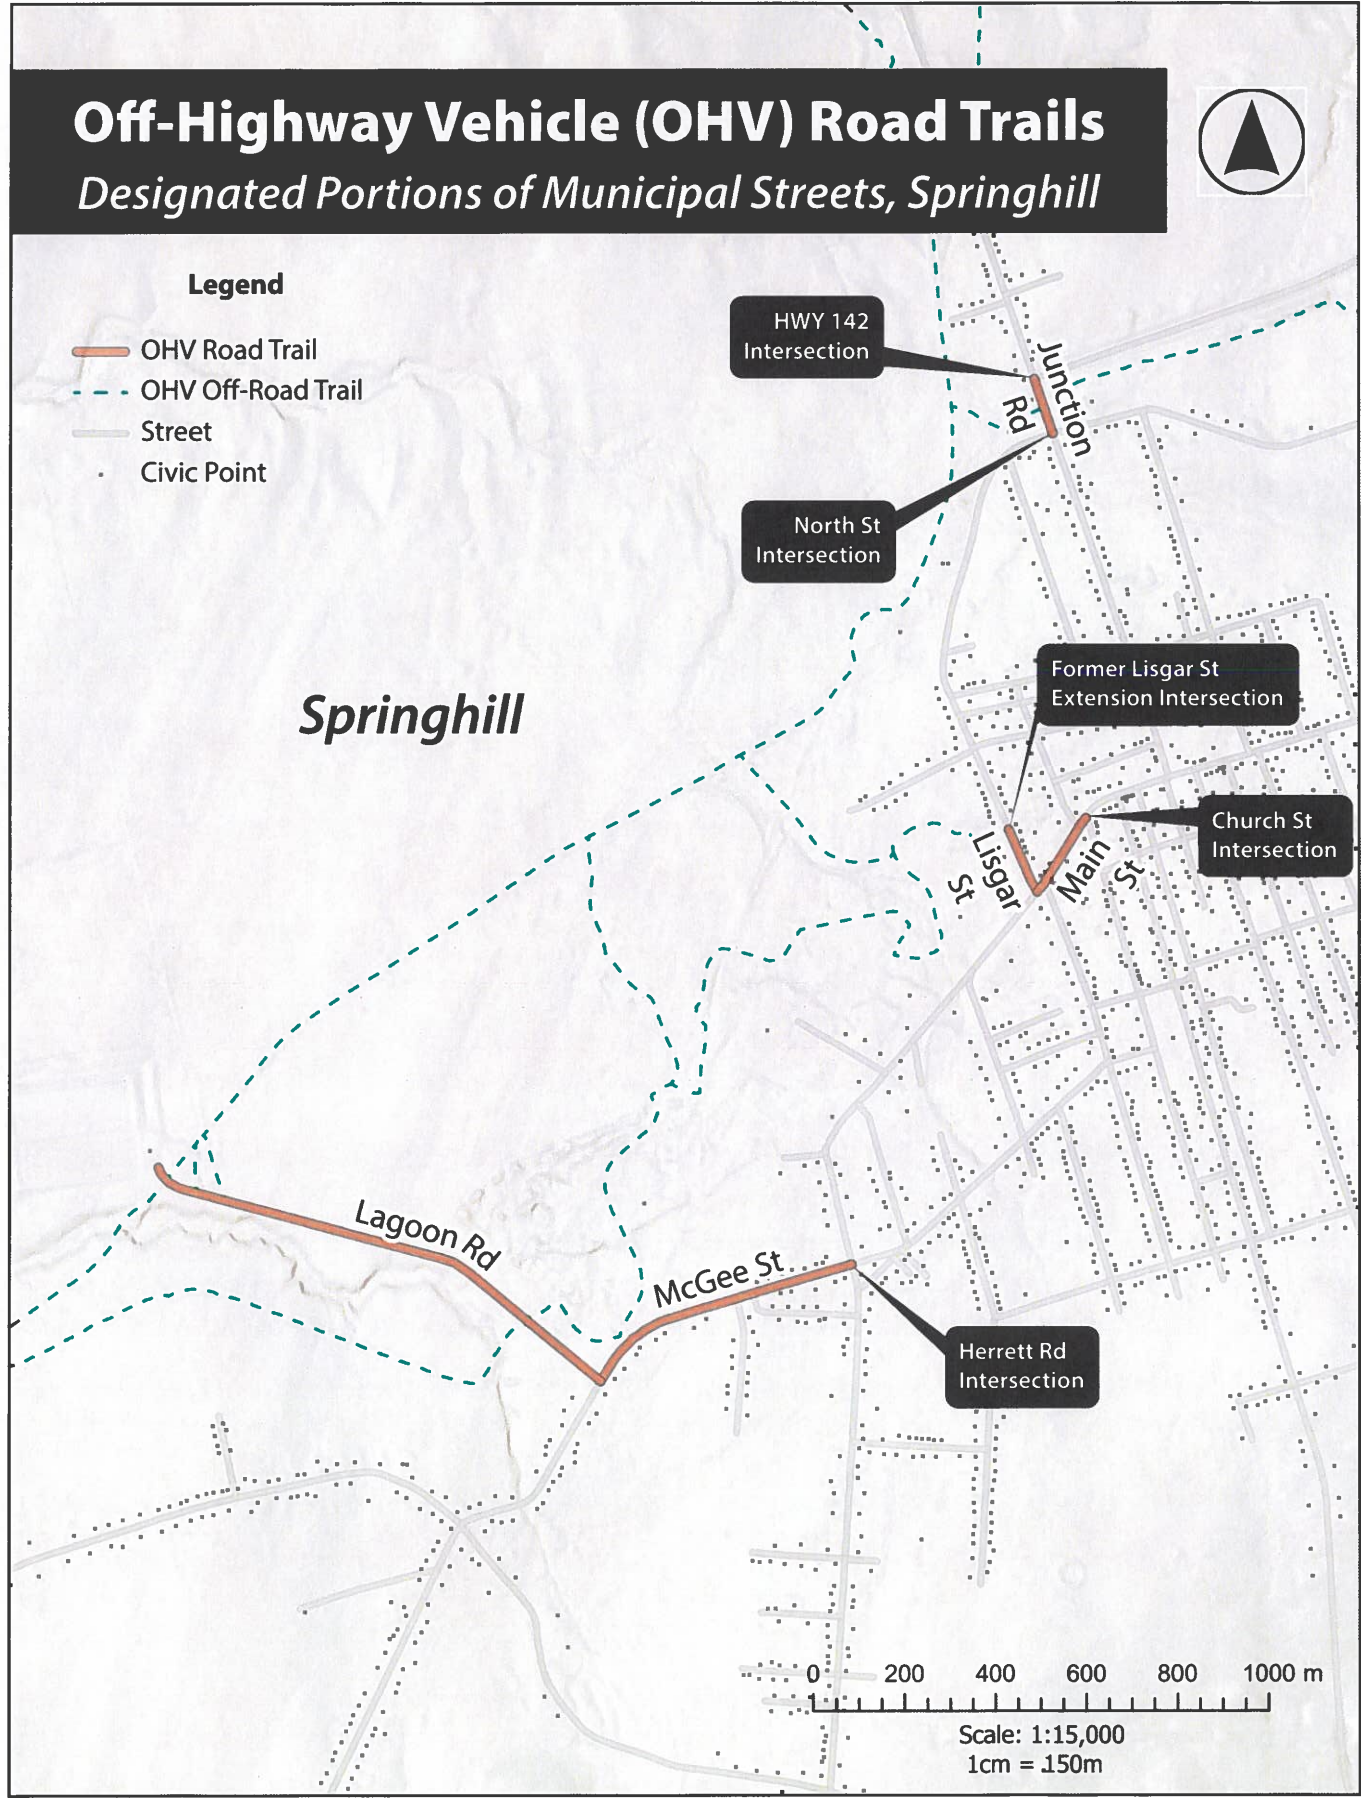 Off-Highway Vehicle (OHV) Road Trails
Designated Portions of Municipal Streets, Springhill
Legend
OHV Road Trail
OHV Off-Road Trail
Street
Civic Point
HWY 142
Intersection
Junction
Rd
North St
Intersection
Former Lisgar St
Extension Intersection
Springhill
Church St
Intersection
Lisgar
St
Main
St
Lagoon Rd
McGee St
Herrett Rd
Intersection
0 200 400 600 800 1000 m
Scale: 1:15,000
1cm = 150m